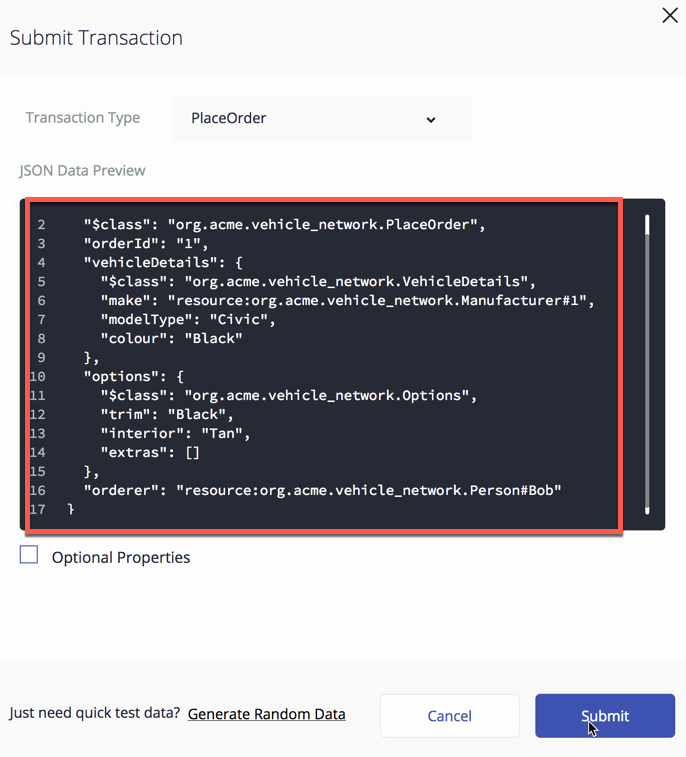 Submit Transaction
Transaction Type PlaceOrder
JSON Data Preview
2 "$class": "org.acme.vehicle_network.PlaceOrder",
3 "orderId": "1",
4 "vehicleDetails": {
5 "$class": "org.acme.vehicle_network.VehicleDetails",
6 "make": "resource:org.acme.vehicle_network.Manufacturer#1",
7 "modelType": "Civic",
8 "colour": "Black"
9 },
10 "options": {
11 "$class": "org.acme.vehicle_network.Options",
12 "trim": "Black",
13 "interior": "Tan",
14 "extras": []
15 },
16 "orderer": "resource:org.acme.vehicle_network.Person#Bob"
17 }
Optional Properties
Just need quick test data? Generate Random Data Cancel Submit